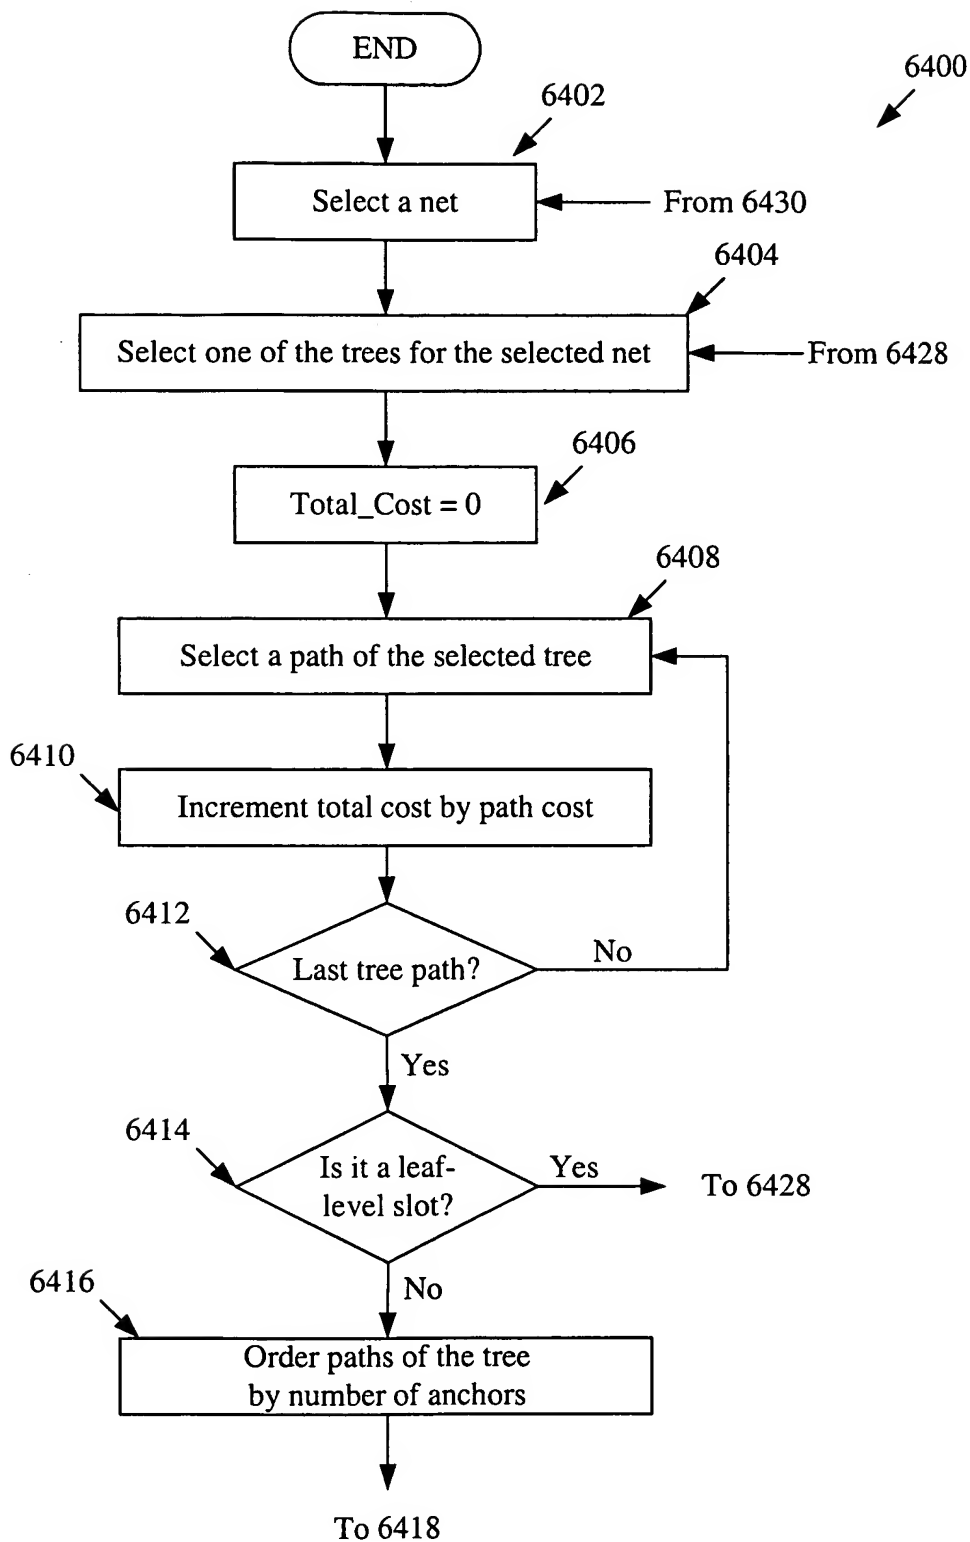 END
6400
6402
Select a net
From 6430
6404
Select one of the trees for the selected net
From 6428
6406
Total_Cost = 0
6408
Select a path of the selected tree
6410
Increment total cost by path cost
6412
Last tree path?
No
Yes
6414
Is it a leaf-
level slot?
Yes
To 6428
No
6416
Order paths of the tree
by number of anchors
To 6418